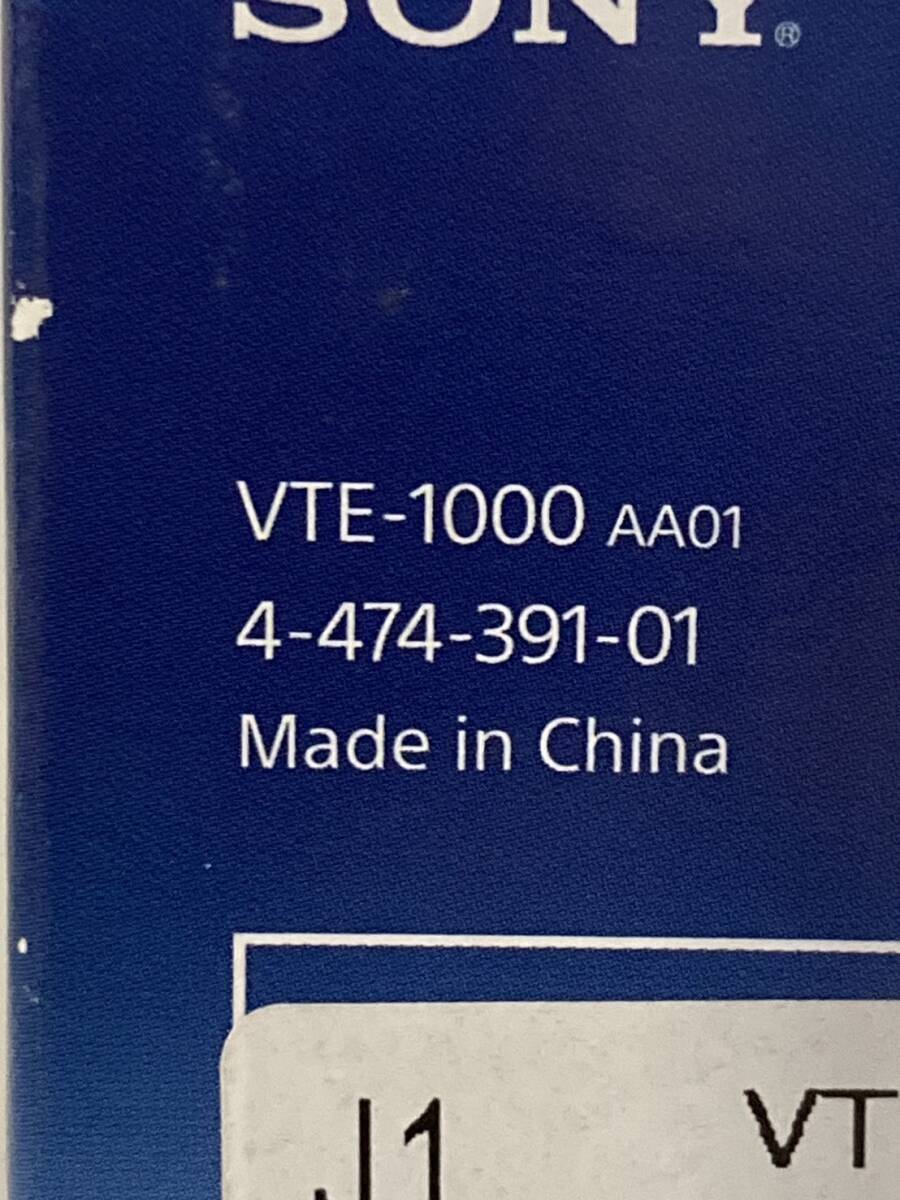 SONY®
VTE-1000 AA01
4-474-391-01
Made in China
J1 VT